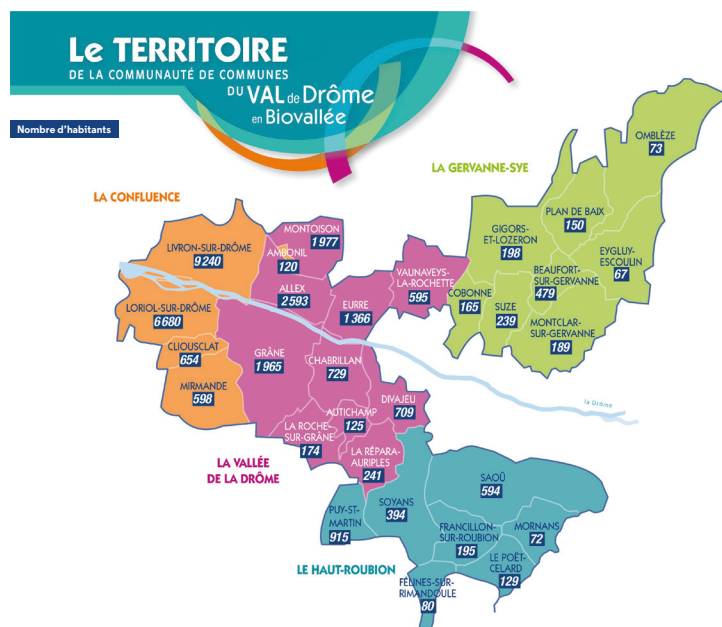 Le TERRITOIRE
DE LA COMMUNAUTÉ DE COMMUNES
DU VAL de Drôme
en Biovallée
Nombre d'habitants
LA GERVANNE-SYE
OMBLÈZE
73
PLAN DE BAIX
150
GIGORS-
ET-LOZERON
198
EYGLUY-
ESCOULIN
67
BEAUFORT-
SUR-GERVANNE
479
COBONNE
165
SUZE
239
MONTCLAR-
SUR-GERVANNE
189
LA CONFLUENCE
LIVRON-SUR-DRÔME
9 240
LORIOL-SUR-DRÔME
6 680
CLIOUSCLAT
654
MIRMANDE
598
MONTOISON
1 977
AMBONIL
120
ALLEX
2 593
EURRE
1 366
VAUNAVEYS-
LA-ROCHETTE
595
GRÂNE
1 965
CHABRILLAN
729
AUTICHAMP
125
DIVAJEU
709
LA ROCHE-
SUR-GRÂNE
174
LA RÉPARA-
AURIPLES
241
LA VALLÉE
DE LA DRÔME
la Drôme
SAOÛ
594
SOYANS
394
PUY-ST-
MARTIN
915
FRANCILLON-
SUR-ROUBION
195
MORNANS
72
LE POËT-
CELARD
129
FÉLINES-SUR-
RIMANDOULE
80
LE HAUT-ROUBION